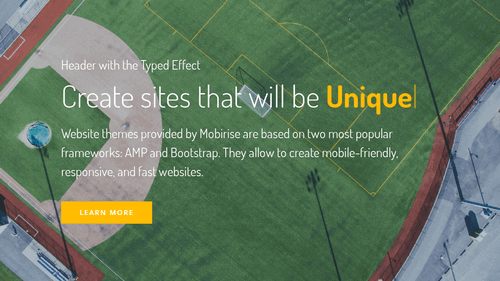 Header with the Typed Effect
Create sites that will be Unique
Website themes provided by Mobirise are based on two most popular
frameworks: AMP and Bootstrap. They allow to create mobile-friendly,
responsive, and fast websites.
LEARN MORE